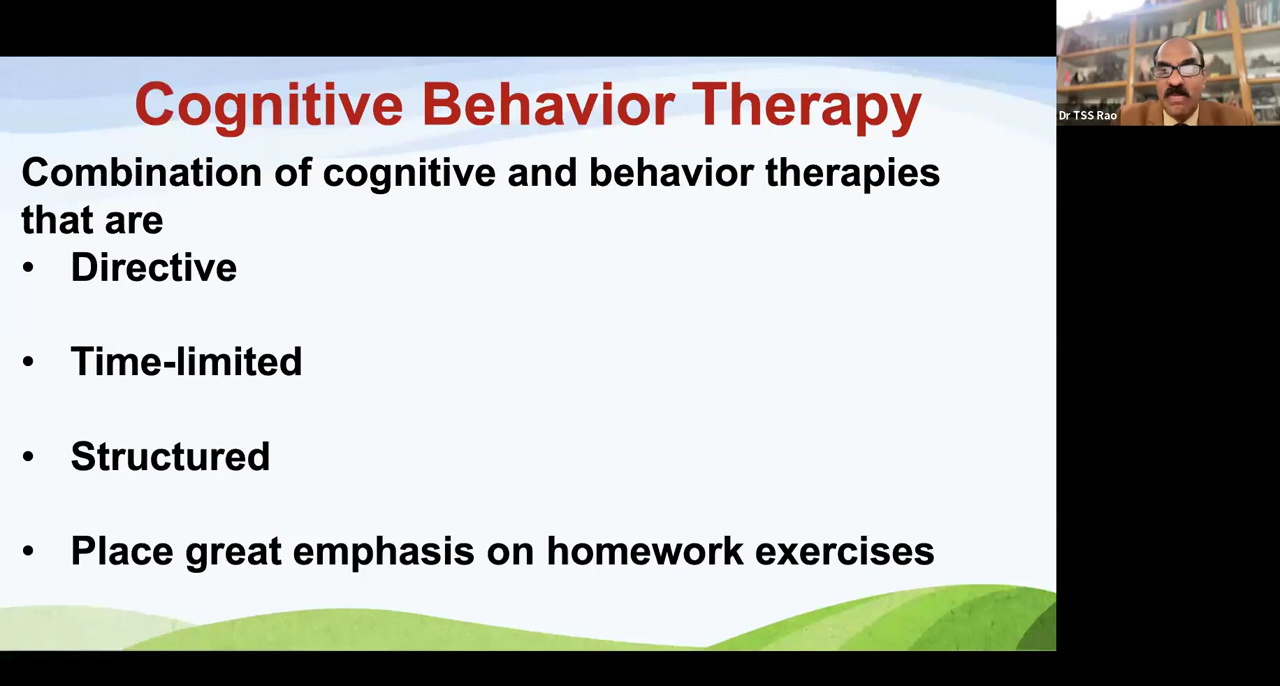 Cognitive Behavior Therapy
Combination of cognitive and behavior therapies
that are
• Directive
• Time-limited
• Structured
• Place great emphasis on homework exercises
Dr TSS Rao